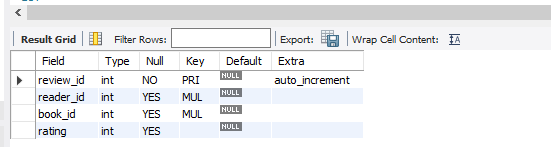 Result Grid Filter Rows: Export: Wrap Cell Content: IA
Field Type Null Key Default Extra
review_id int NO PRI NULL auto_increment
reader_id int YES MUL NULL
book_id int YES MUL NULL
rating int YES NULL